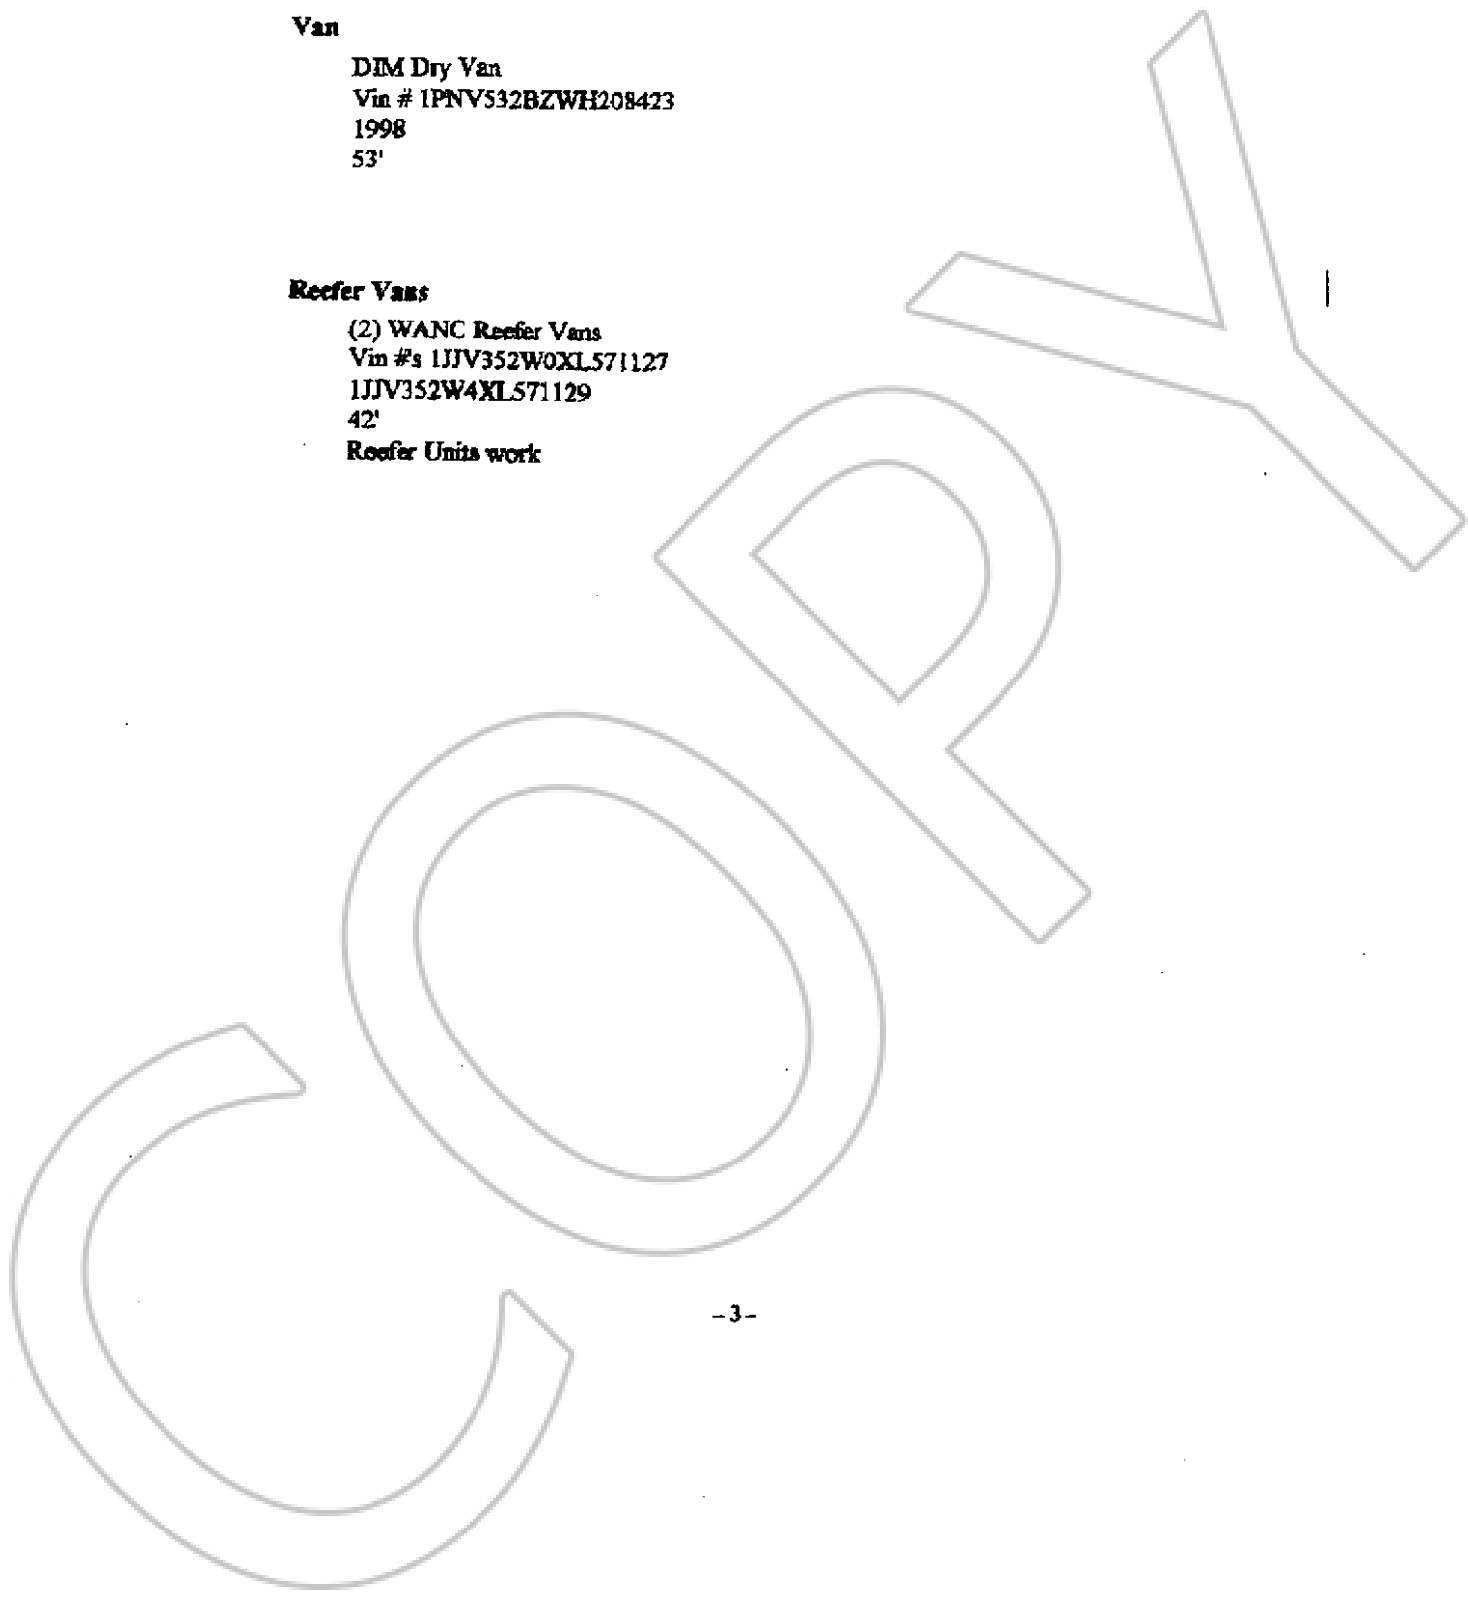 Van
DIM Dry Van
Vin # 1PNV532BZWH208423
1998
53'
Reefer Vans
(2) WANC Reefer Vans
Vin #'s 1JJV352W0XL571127
1JJV352W4XL571129
42'
Reefer Units work
COPY
-3-